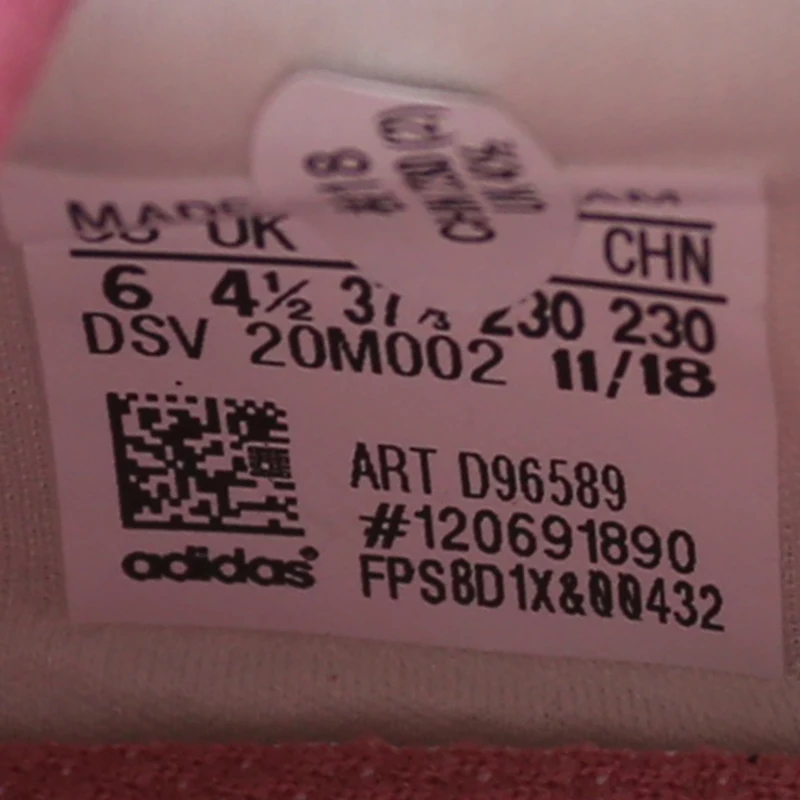 UK CHN
6 4½ 37⅓ 230 230
DSV 20M002 11/18
ART D96589
#120691890
FPS8D1X&00432
adidas